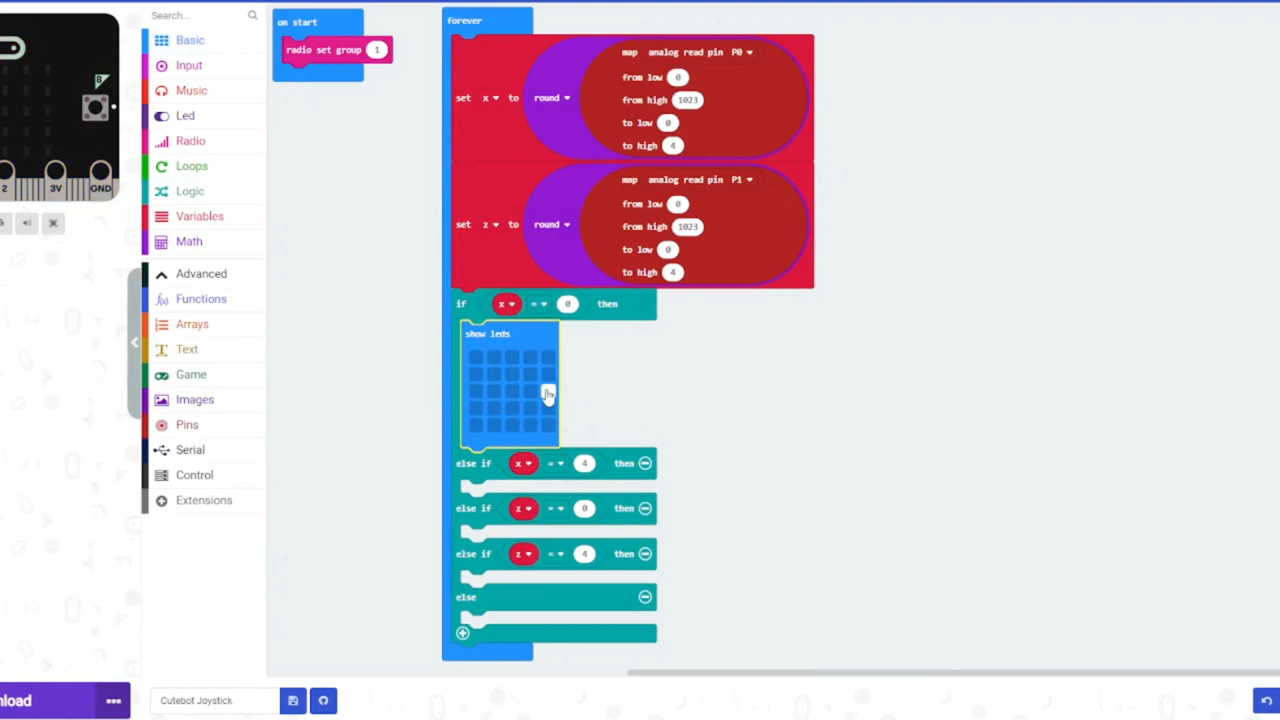 Search...
Basic
Input
Music
Led
Radio
Loops
Logic
Variables
Math
Advanced
Functions
Arrays
Text
Game
Images
Pins
Serial
Control
Extensions
B
2 3V GND
on start
radio set group 1
forever
set x to round map analog read pin P0
from low 0
from high 1023
to low 0
to high 4
set z to round map analog read pin P1
from low 0
from high 1023
to low 0
to high 4
if x = 0 then
show leds
else if x = 4 then
else if z = 0 then
else if z = 4 then
else
nload
Cutebot Joystick